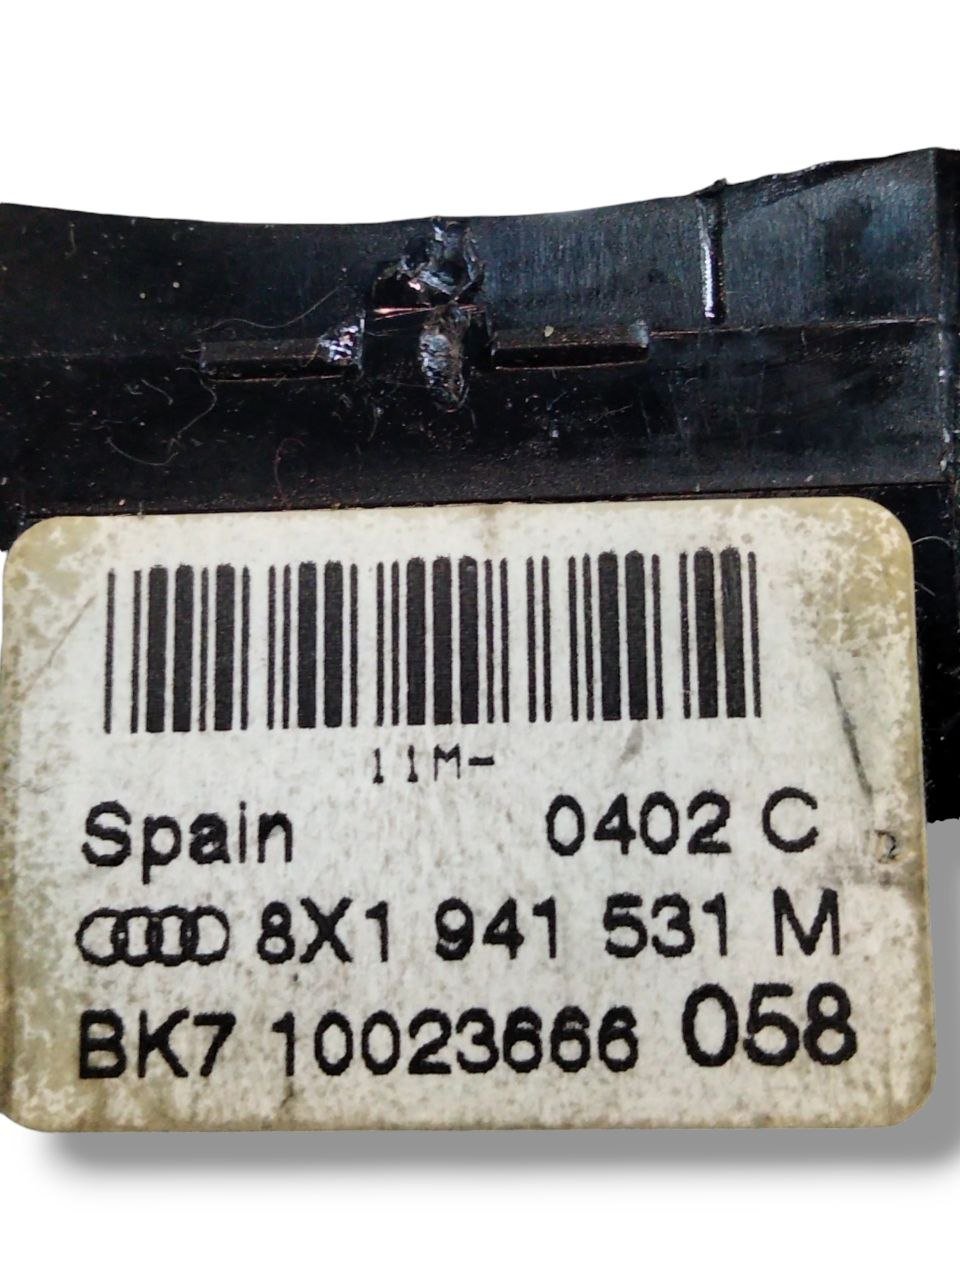 11M-
Spain 0402 C
8X1 941 531 M
BK7 10023666 058